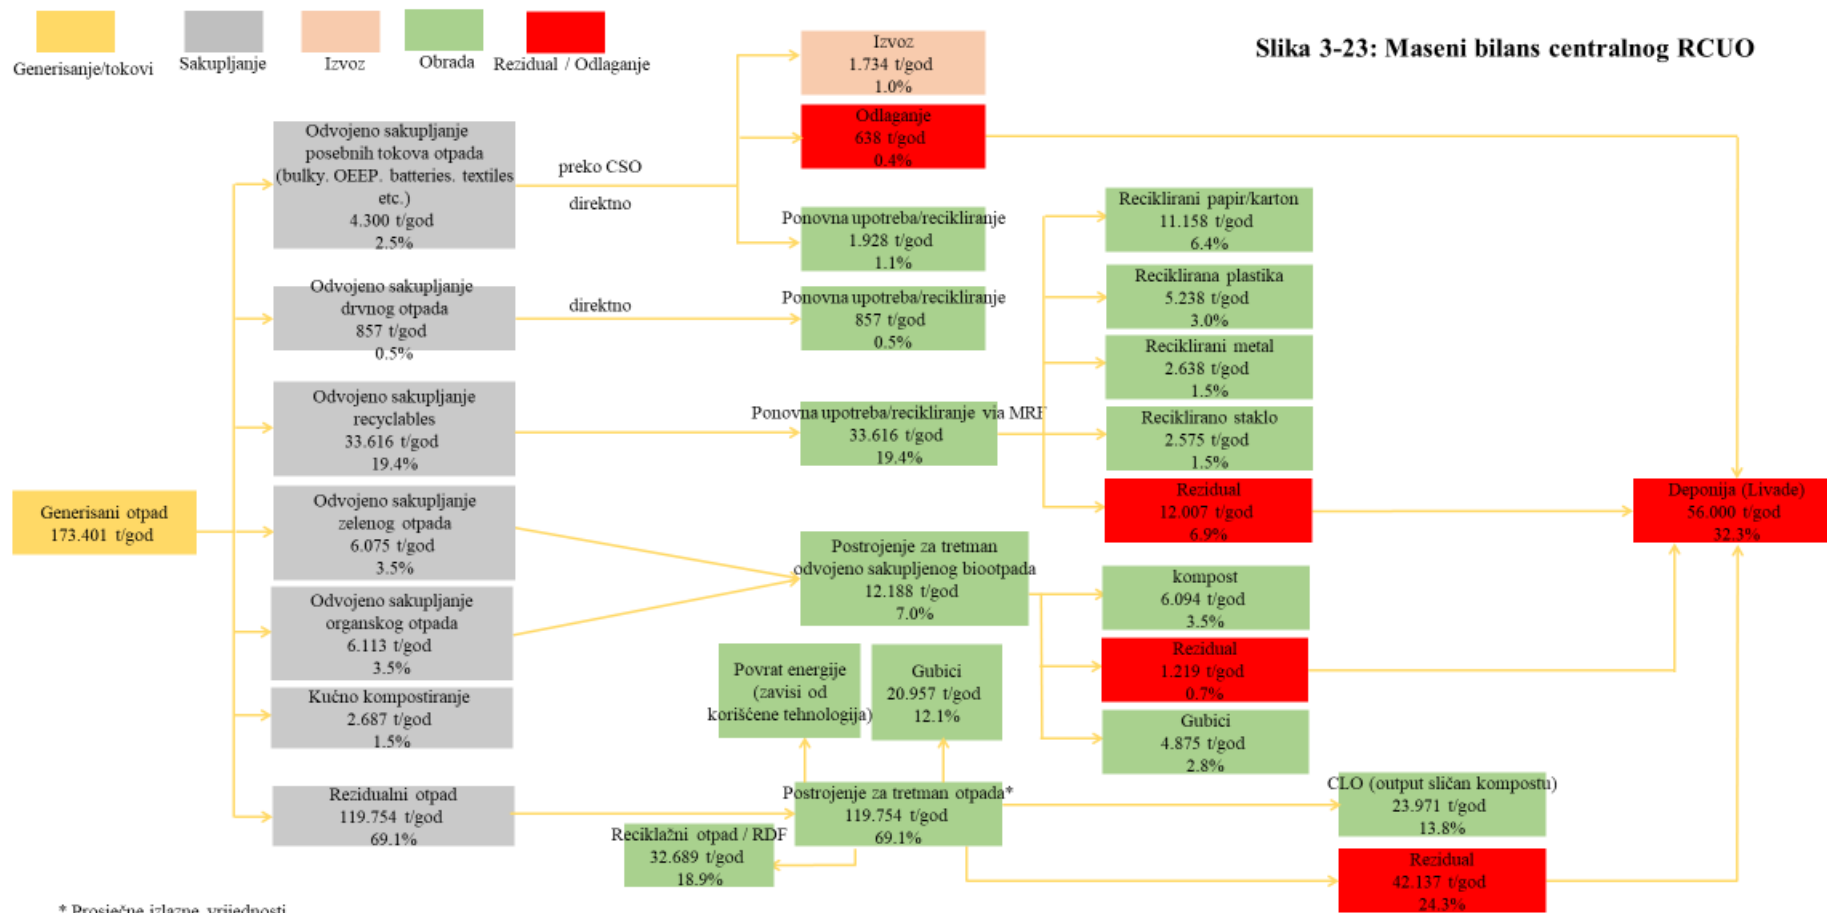 Generisanje/tokovi
Sakupljanje
Izvoz
Obrada
Rezidual / Odlaganje
Slika 3-23: Maseni bilans centralnog RCUO
Generisani otpad
173.401 t/god
Odvojeno sakupljanje
posebnih tokova otpada
(bulky. OEEP. batteries. textiles
etc.)
4.300 t/god
2.5%
preko CSO
direktno
Izvoz
1.734 t/god
1.0%
Odlaganje
638 t/god
0.4%
Ponovna upotreba/recikliranje
1.928 t/god
1.1%
Odvojeno sakupljanje
drvnog otpada
857 t/god
0.5%
direktno
Ponovna upotreba/recikliranje
857 t/god
0.5%
Odvojeno sakupljanje
recyclables
33.616 t/god
19.4%
Ponovna upotreba/recikliranje via MRF
33.616 t/god
19.4%
Reciklirani papir/karton
11.158 t/god
6.4%
Reciklirana plastika
5.238 t/god
3.0%
Reciklirani metal
2.638 t/god
1.5%
Reciklirano staklo
2.575 t/god
1.5%
Rezidual
12.007 t/god
6.9%
Deponija (Livade)
56.000 t/god
32.3%
Odvojeno sakupljanje
zelenog otpada
6.075 t/god
3.5%
Odvojeno sakupljanje
organskog otpada
6.113 t/god
3.5%
Postrojenje za tretman
odvojeno sakupljenog biootpada
12.188 t/god
7.0%
kompost
6.094 t/god
3.5%
Rezidual
1.219 t/god
0.7%
Gubici
4.875 t/god
2.8%
Kućno kompostiranje
2.687 t/god
1.5%
Povrat energije
(zavisi od
korišćene tehnologija)
Gubici
20.957 t/god
12.1%
Rezidualni otpad
119.754 t/god
69.1%
Postrojenje za tretman otpada*
119.754 t/god
69.1%
Reciklažni otpad / RDF
32.689 t/god
18.9%
CLO (output sličan kompostu)
23.971 t/god
13.8%
Rezidual
42.137 t/god
24.3%
* Prosječne izlazne vrijednosti